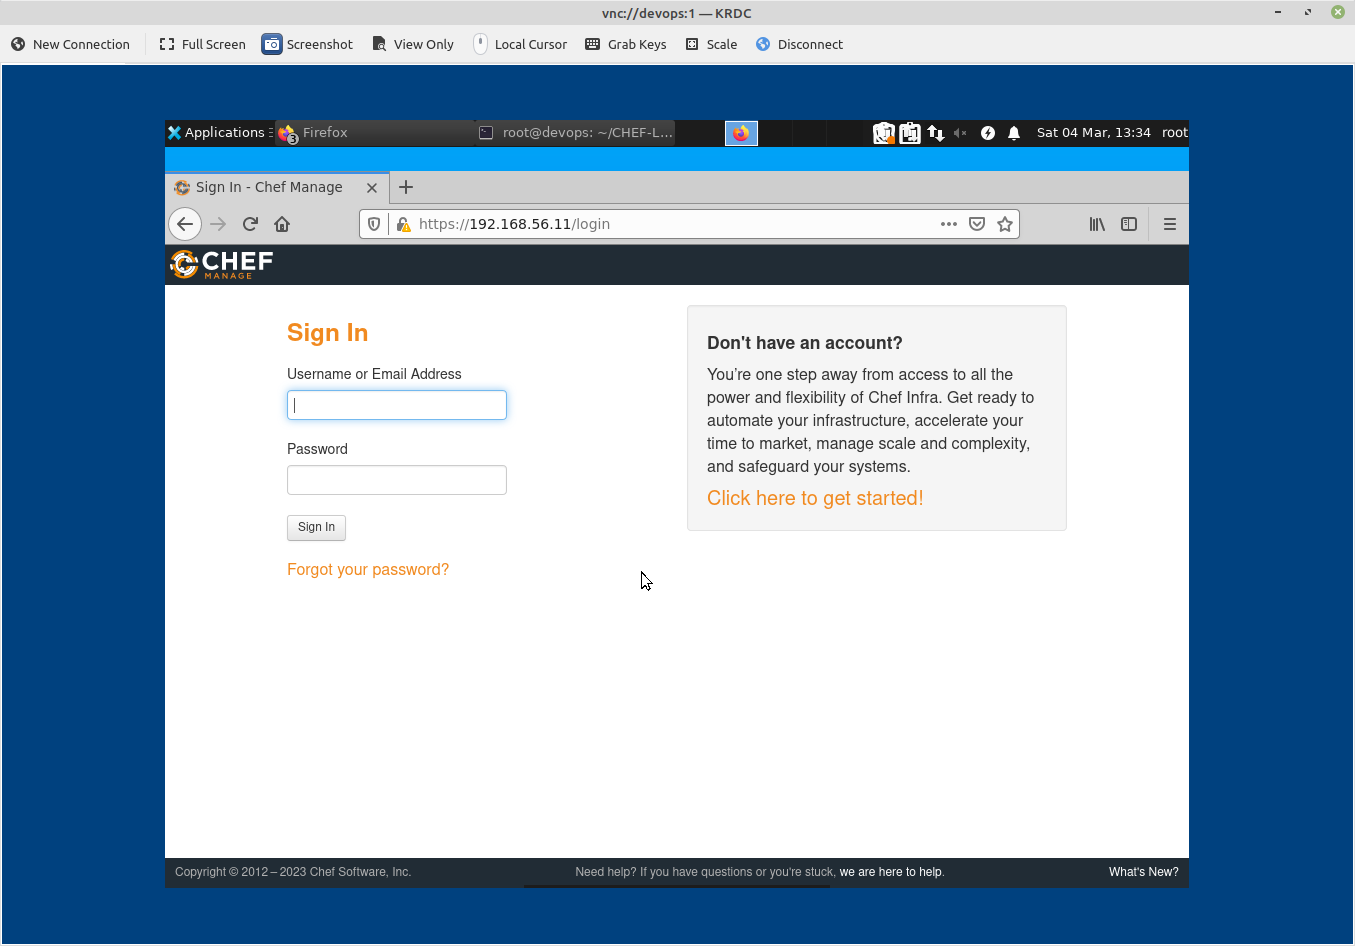 vnc://devops:1 — KRDC
New Connection Full Screen Screenshot View Only Local Cursor Grab Keys Scale Disconnect
Applications 3 Firefox root@devops: ~/CHEF-L... Sat 04 Mar, 13:34 root
Sign In - Chef Manage
https://192.168.56.11/login
CHEF
MANAGE
Sign In
Username or Email Address
Password
Sign In
Forgot your password?
Don't have an account?
You’re one step away from access to all the
power and flexibility of Chef Infra. Get ready to
automate your infrastructure, accelerate your
time to market, manage scale and complexity,
and safeguard your systems.
Click here to get started!
Copyright © 2012 – 2023 Chef Software, Inc. Need help? If you have questions or you're stuck, we are here to help. What's New?